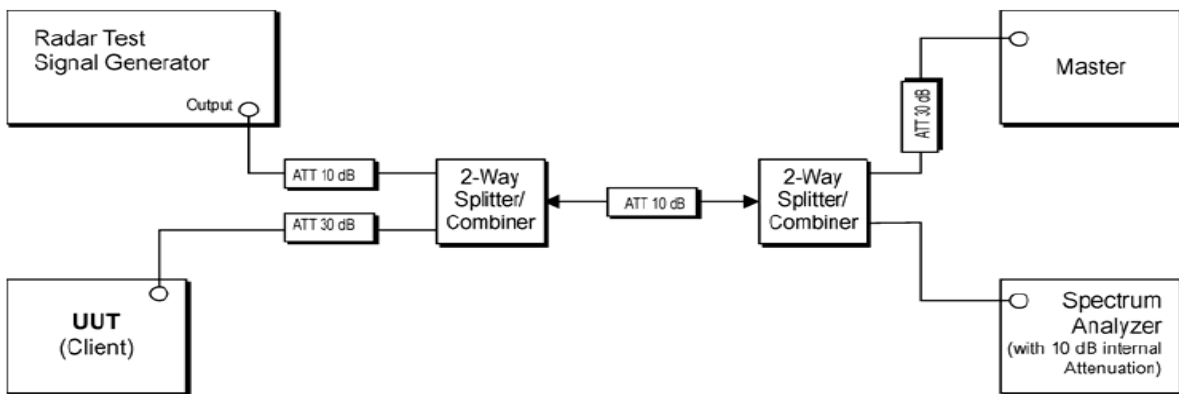 Radar Test
Signal Generator
Output
ATT 10 dB
ATT 30 dB
UUT
(Client)
2-Way
Splitter/
Combiner
ATT 10 dB
2-Way
Splitter/
Combiner
ATT 30 dB
Master
Spectrum
Analyzer
(with 10 dB internal
Attenuation)